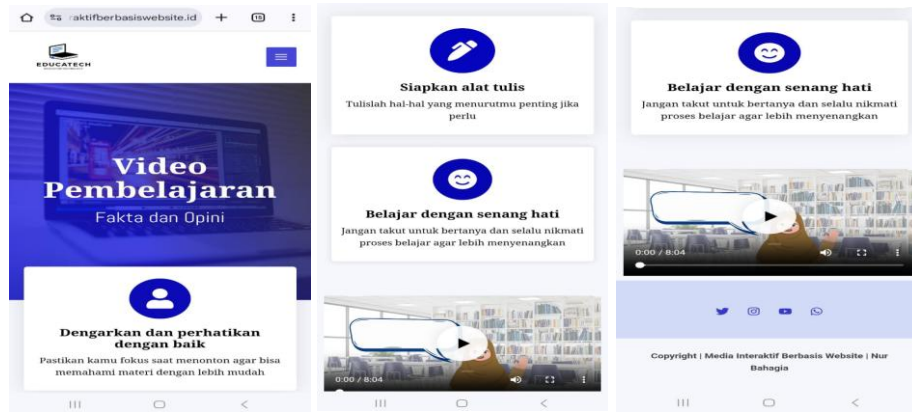 raktifberbasiswebsite.id
15
EDUCATECH
Video
Pembelajaran
Fakta dan Opini
Dengarkan dan perhatikan
dengan baik
Pastikan kamu fokus saat menonton agar bisa
memahami materi dengan lebih mudah
Siapkan alat tulis
Tulislah hal-hal yang menurutmu penting jika
perlu
Belajar dengan senang hati
Jangan takut untuk bertanya dan selalu nikmati
proses belajar agar lebih menyenangkan
0:00 / 8:04
Belajar dengan senang hati
Jangan takut untuk bertanya dan selalu nikmati
proses belajar agar lebih menyenangkan
0:00 / 8:04
Copyright | Media Interaktif Berbasis Website | Nur
Bahagia